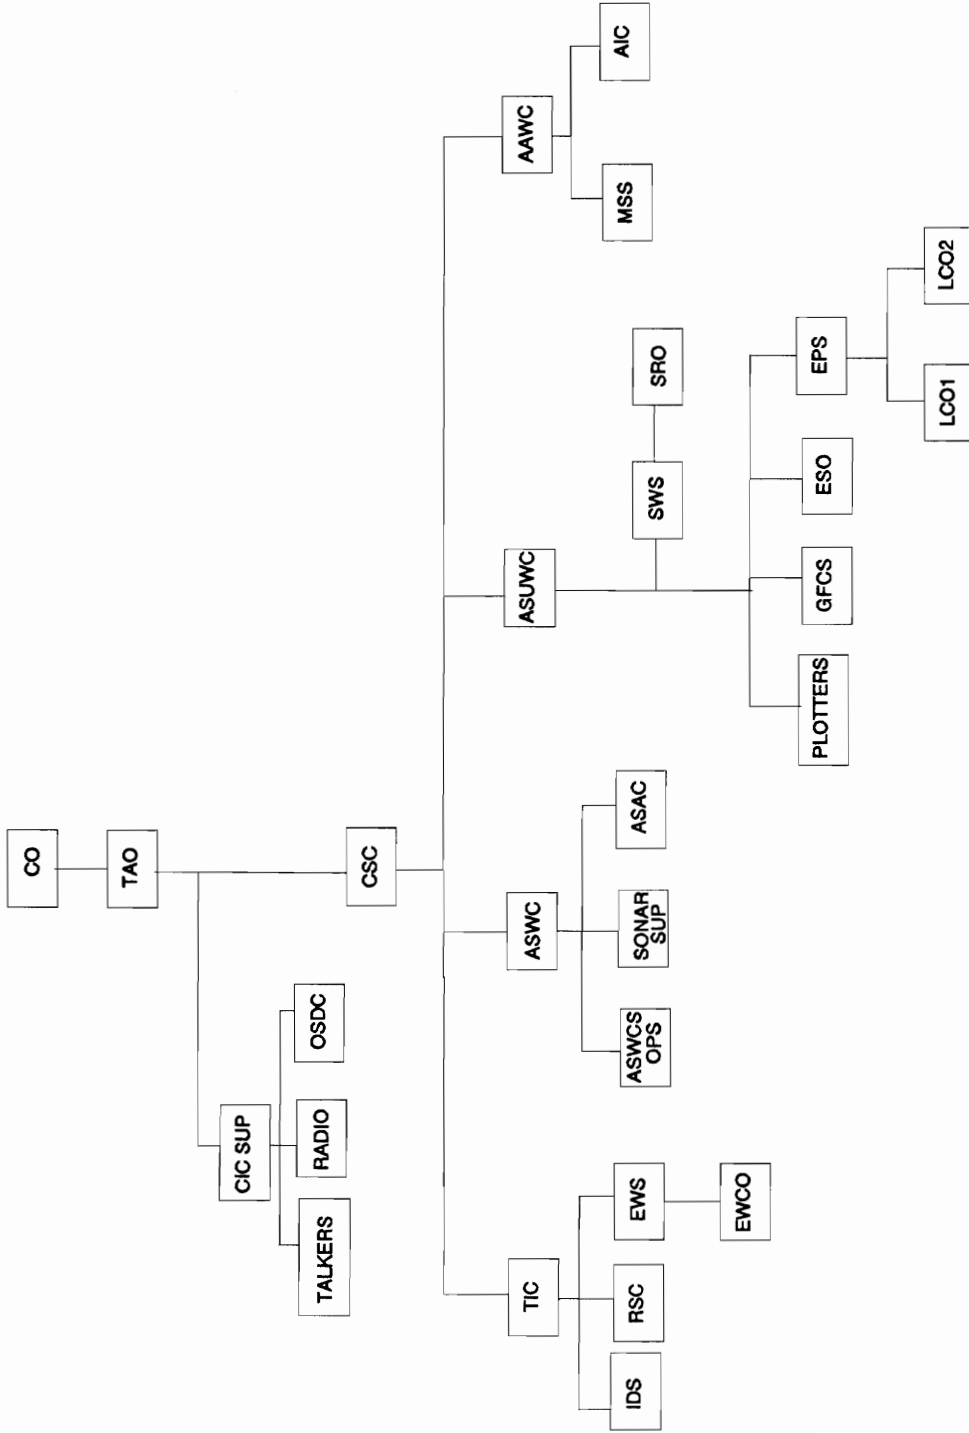 CO
TAO
CIC SUP
TALKERS
RADIO
OSDC
CSC
TIC
ASWC
ASUWC
AAWC
IDS
RSC
EWS
EWCO
ASWCS
OPS
SONAR
SUP
ASAC
SWS
SRO
PLOTTERS
GFCS
ESO
EPS
LCO1
LCO2
MSS
AIC